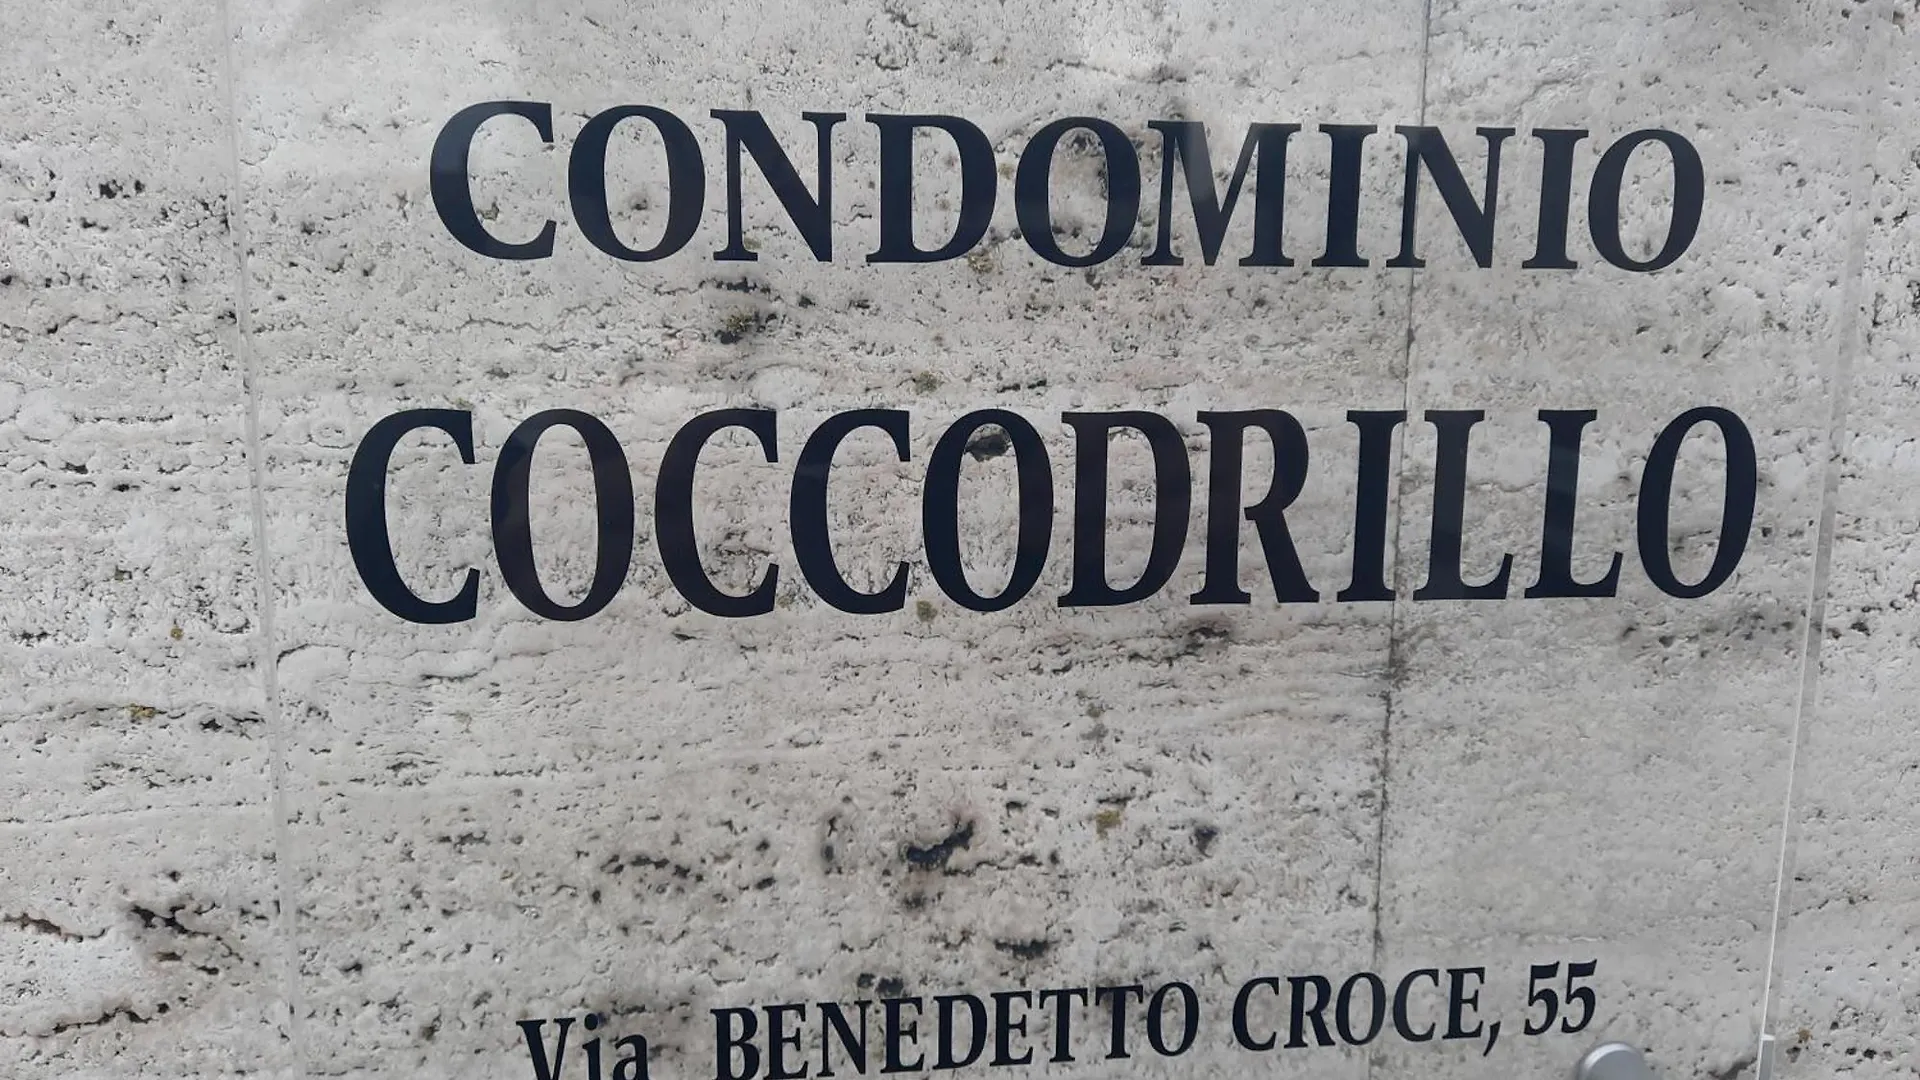 CONDOMINIO
COCCODRILLO
Via BENEDETTO CROCE, 55